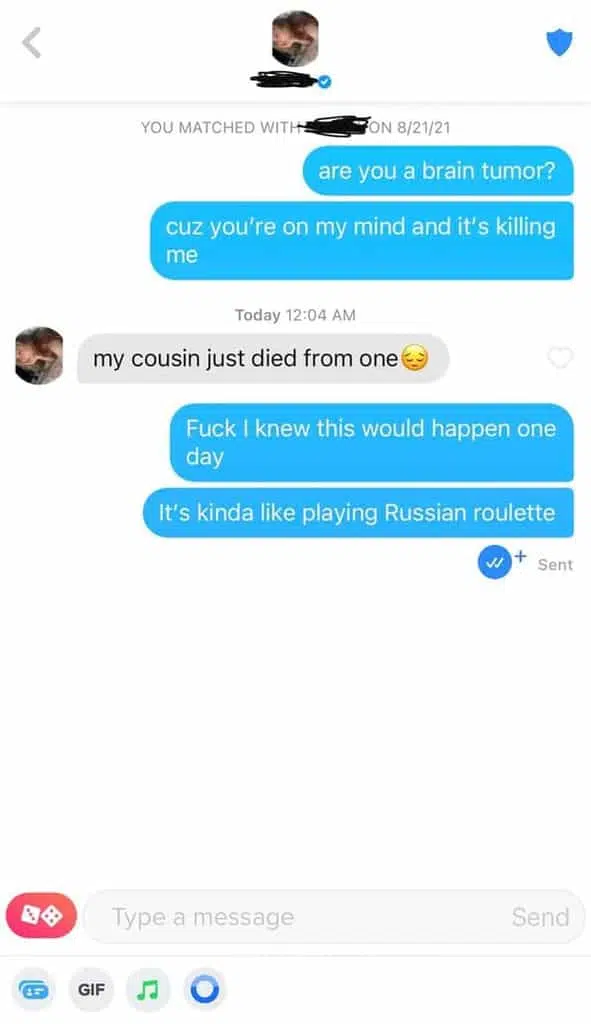 YOU MATCHED WITH ON 8/21/21
are you a brain tumor?
cuz you're on my mind and it's killing
me
Today 12:04 AM
my cousin just died from one😔
Fuck I knew this would happen one
day
It's kinda like playing Russian roulette
Sent
Type a message Send
GIF